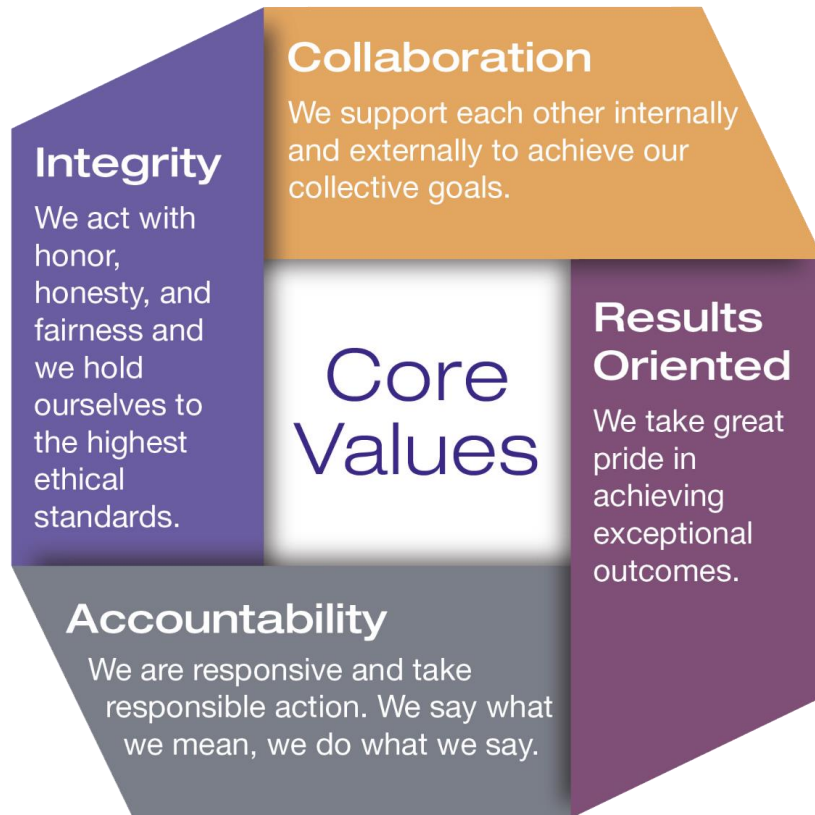 Collaboration
We support each other internally
and externally to achieve our
collective goals.
Integrity
We act with
honor,
honesty, and
fairness and
we hold
ourselves to
the highest
ethical
standards.
Core
Values
Results
Oriented
We take great
pride in
achieving
exceptional
outcomes.
Accountability
We are responsive and take
responsible action. We say what
we mean, we do what we say.